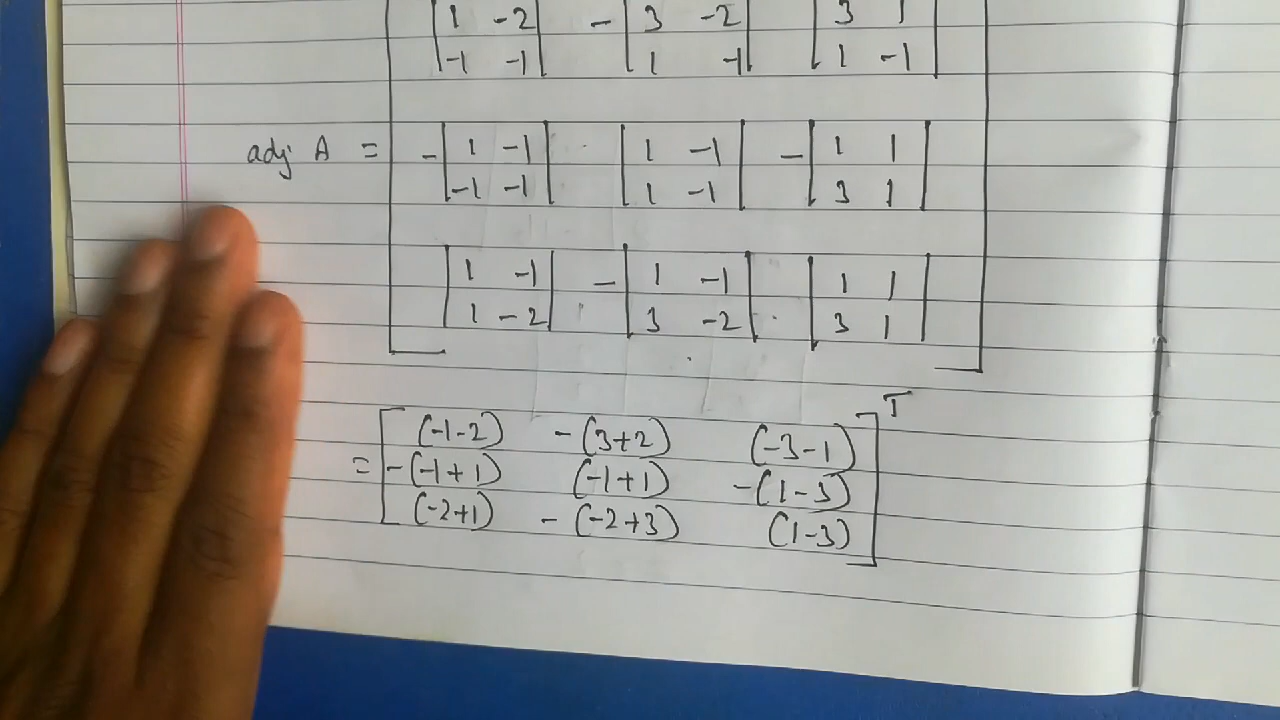 |1 -2| -|3 -2| |3 1|
|-1 -1| |1 -1| |1 -1|
adj A = -|1 -1| |1 -1| -|1 1|
|-1 -1| |1 -1| |3 1|
|1 -1| -|1 -1| |1 1|
|1 -2| |3 -2| |3 1|
= [(-1-2) -(3+2) (-3-1)]T
-(-1+1) (-1+1) -(1-3)
(-2+1) -(-2+3) (1-3)